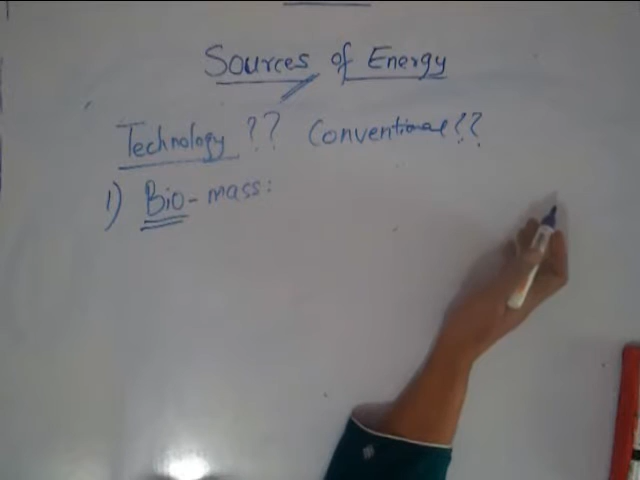 Sources of Energy
Technology ?? Conventional ??
1) Bio-mass: